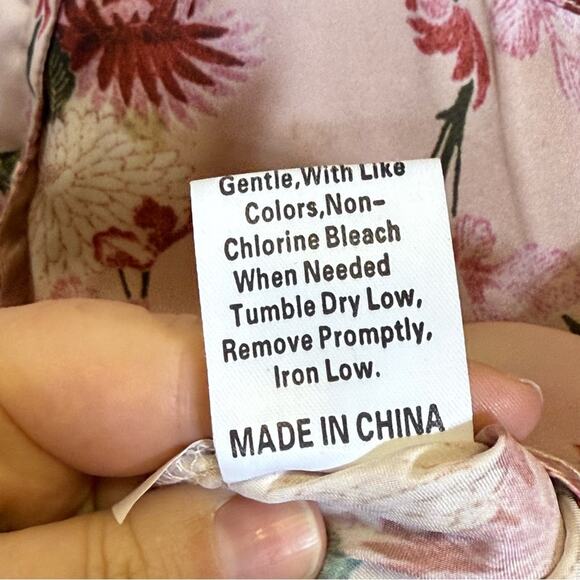 Gentle,With Like
Colors,Non-
Chlorine Bleach
When Needed
Tumble Dry Low,
Remove Promptly,
Iron Low.
MADE IN CHINA